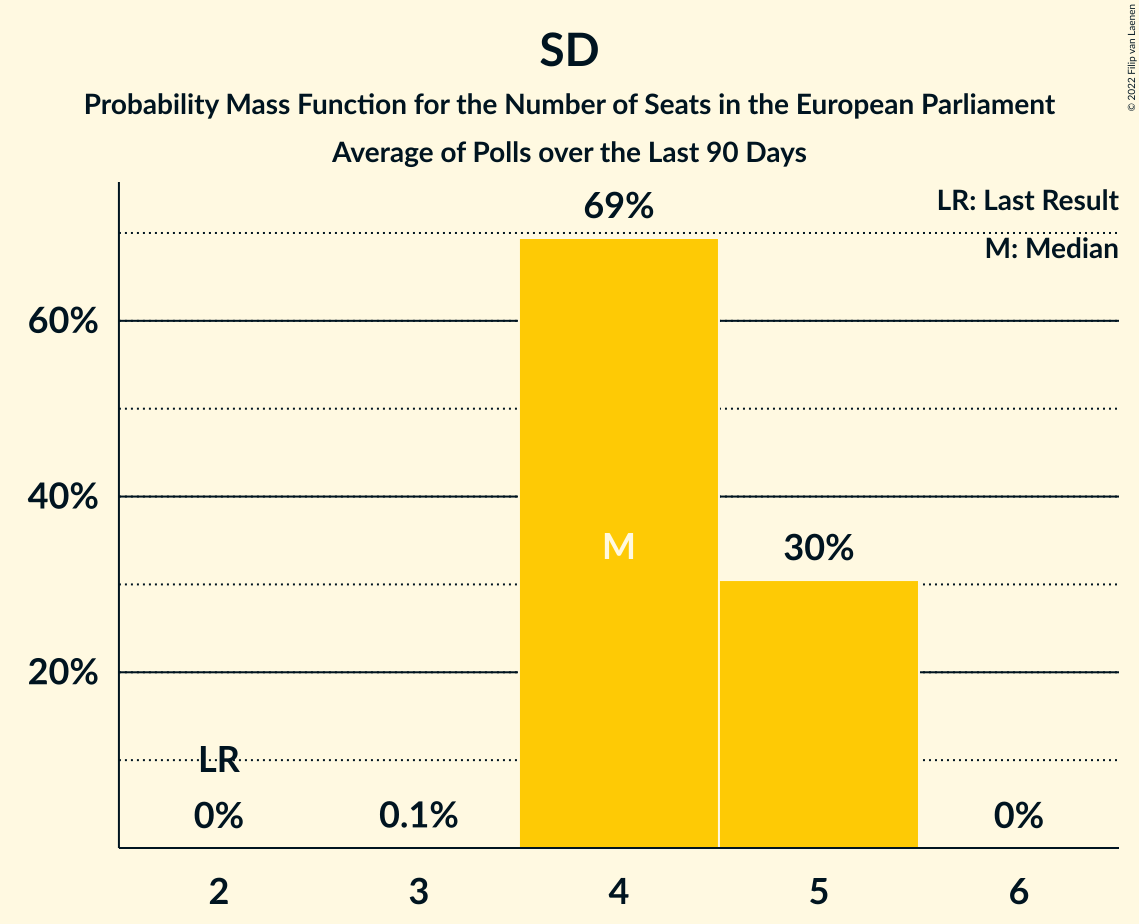 SD
Probability Mass Function for the Number of Seats in the European Parliament
Average of Polls over the Last 90 Days
© 2022 Filip van Laenen
LR: Last Result
M: Median
69%
60%
40%
20%
M
30%
LR
0%
0.1%
0%
2
3
4
5
6